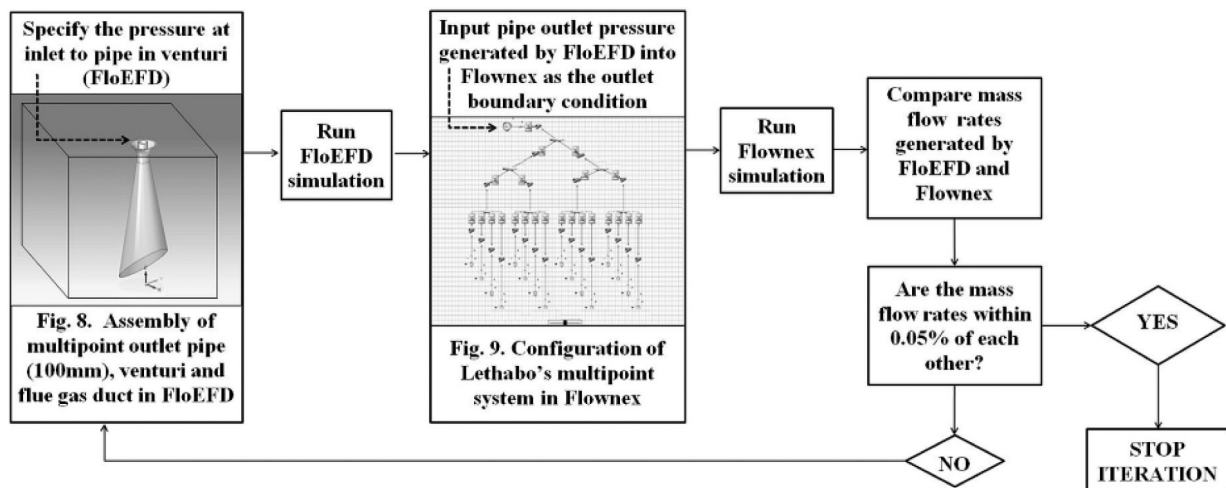 Specify the pressure at
inlet to pipe in venturi
(FloEFD)
Fig. 8. Assembly of
multipoint outlet pipe
(100mm), venturi and
flue gas duct in FloEFD
Run
FloEFD
simulation
Input pipe outlet pressure
generated by FloEFD into
Flownex as the outlet
boundary condition
Fig. 9. Configuration of
Lethabo's multipoint
system in Flownex
Run
Flownex
simulation
Compare mass
flow rates
generated by
FloEFD and
Flownex
Are the mass
flow rates within
0.05% of each
other?
YES
NO
STOP
ITERATION